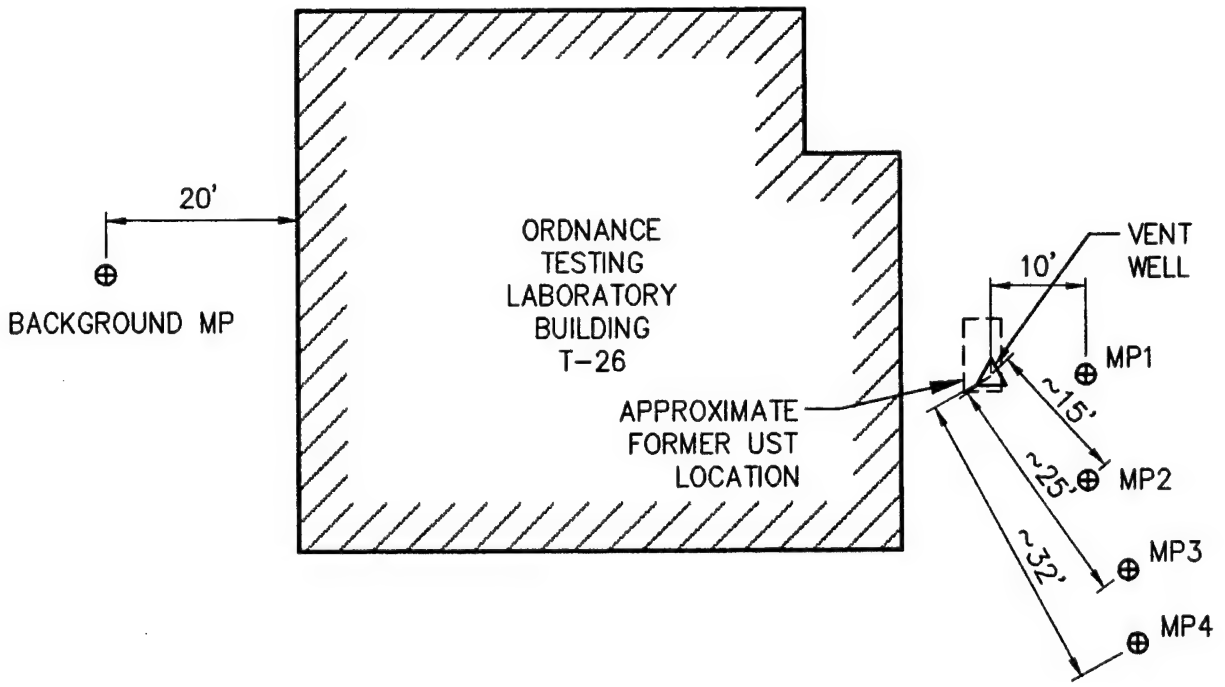 20'
BACKGROUND MP
ORDNANCE
TESTING
LABORATORY
BUILDING
T-26
VENT
WELL
10'
MP1
APPROXIMATE
FORMER UST
LOCATION
~15'
MP2
~25'
MP3
~32'
MP4